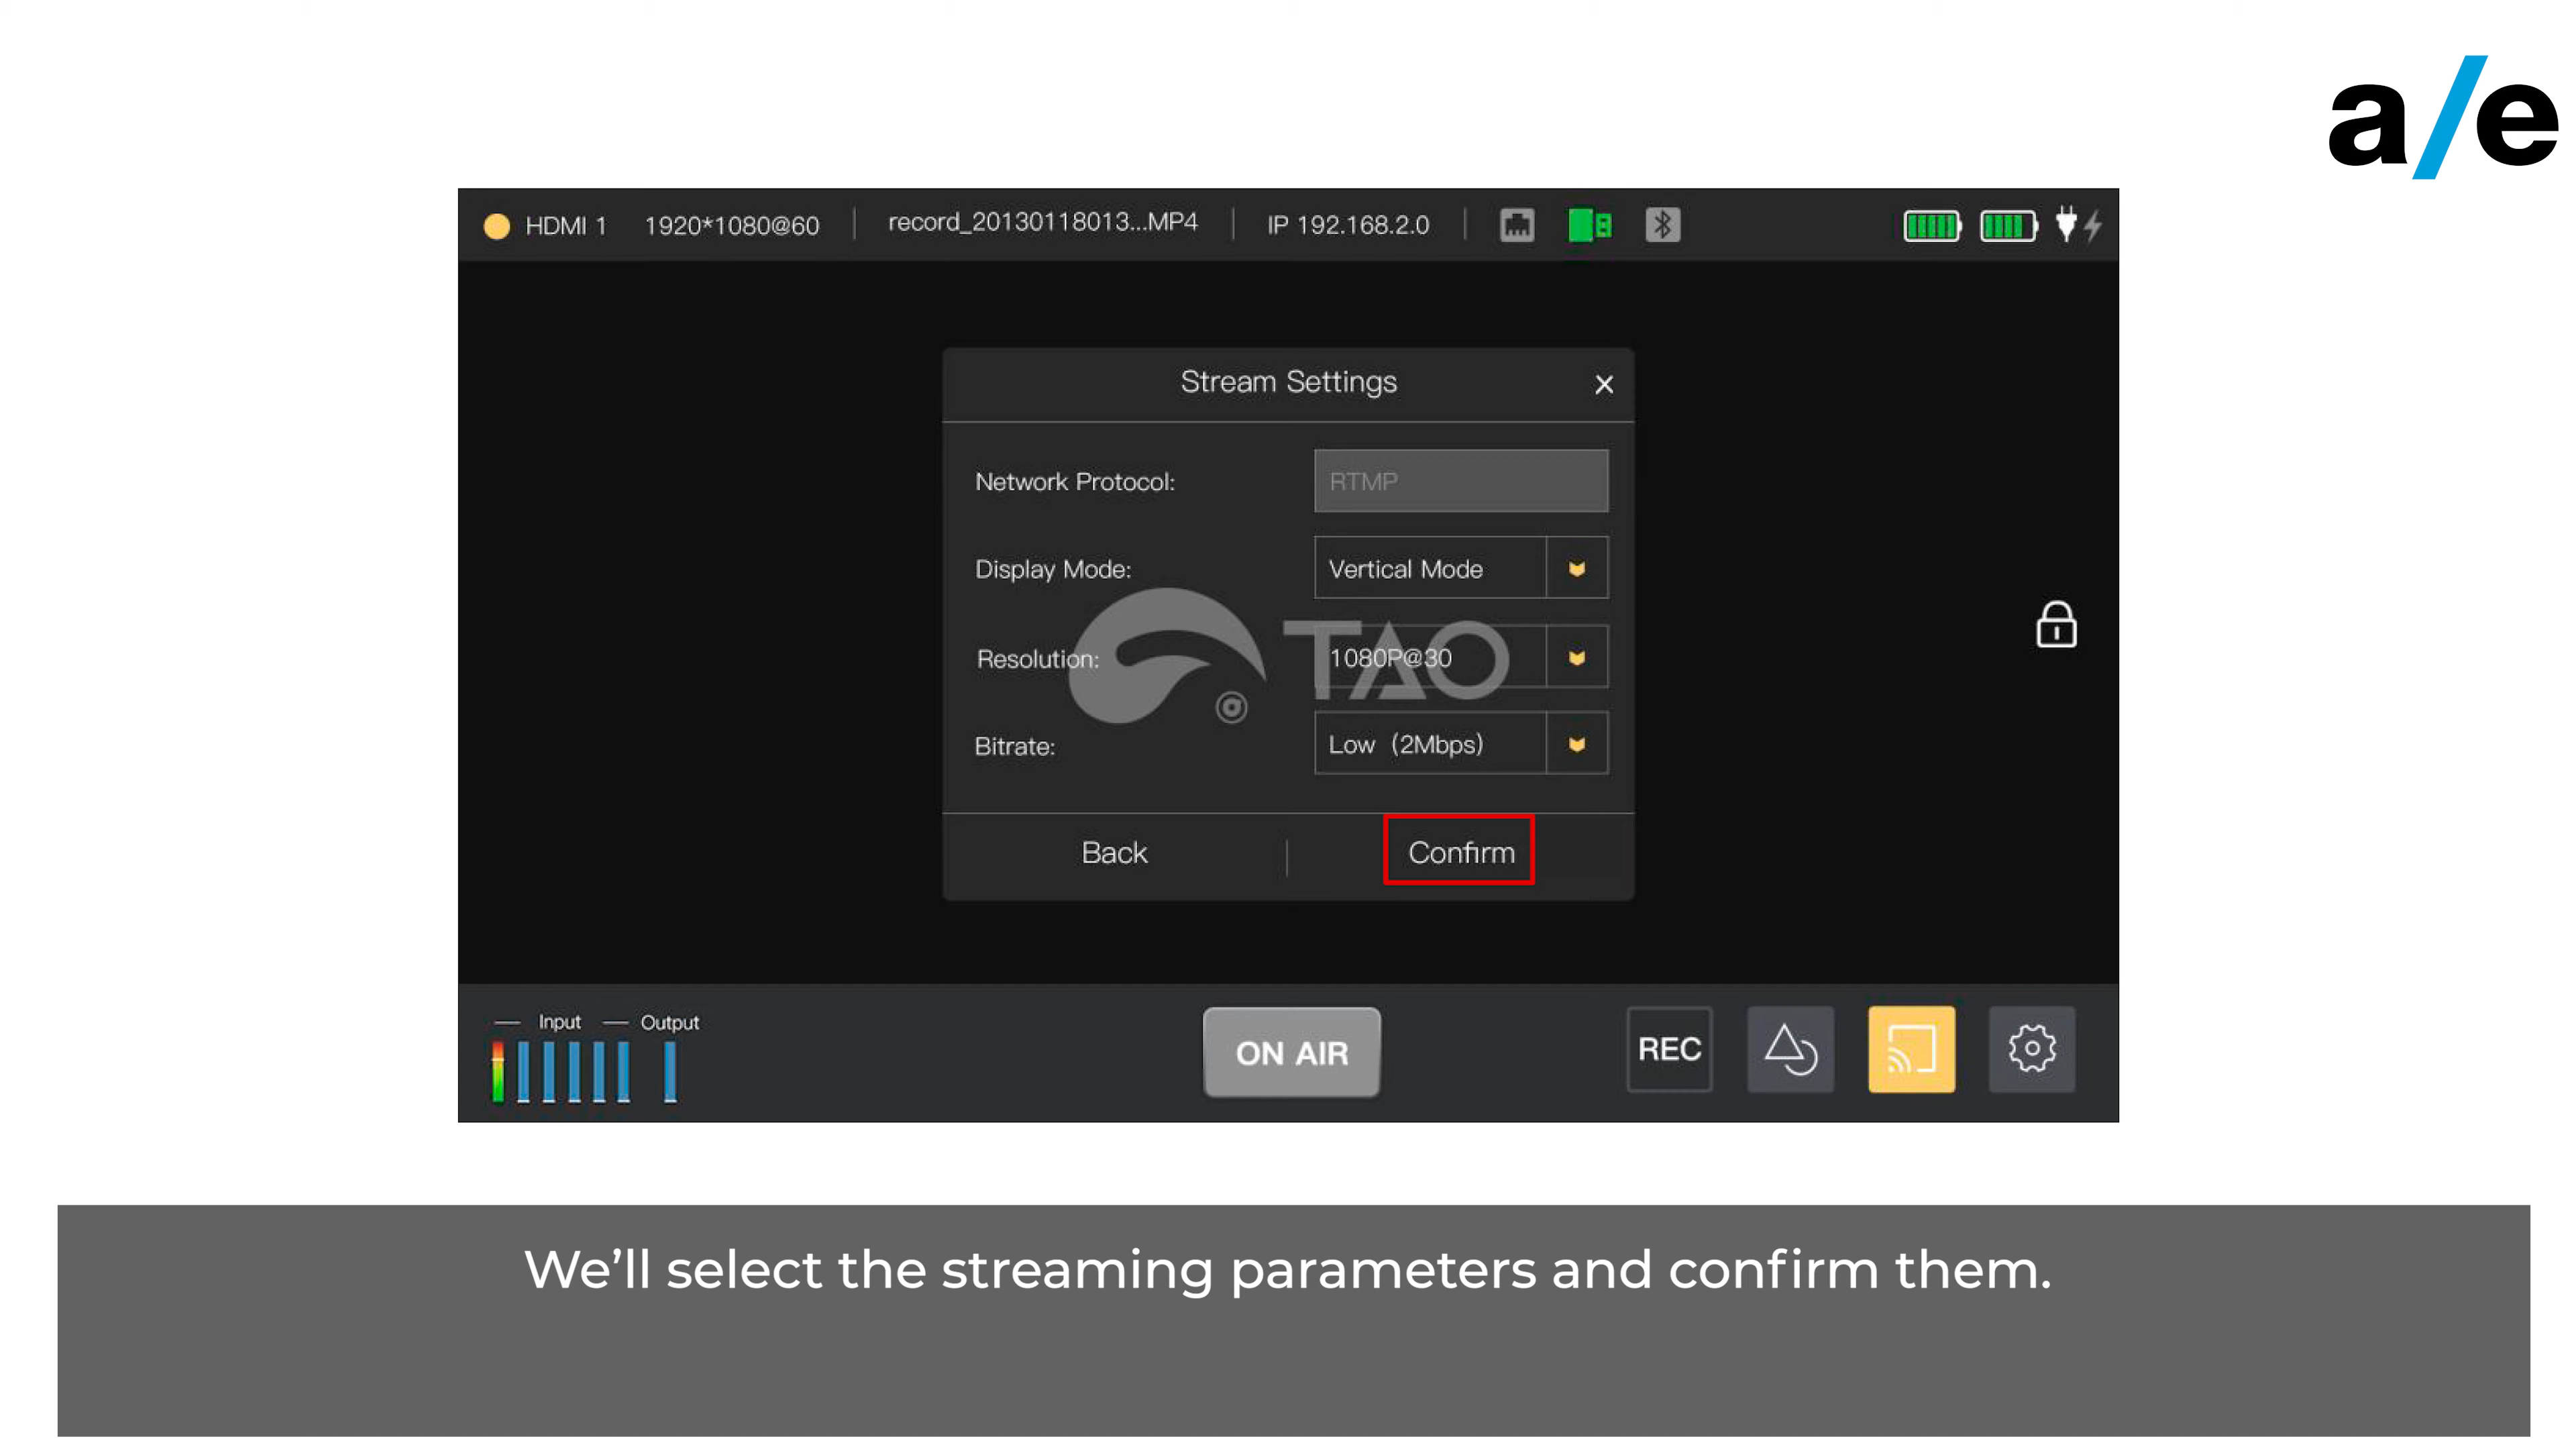 a/e
HDMI 1 1920*1080@60 record_20130118013...MP4 IP 192.168.2.0
Stream Settings
Network Protocol: RTMP
Display Mode: Vertical Mode
TAO
Resolution: 1080P@30
Bitrate: Low (2Mbps)
Back Confirm
Input Output
ON AIR
REC
We'll select the streaming parameters and confirm them.